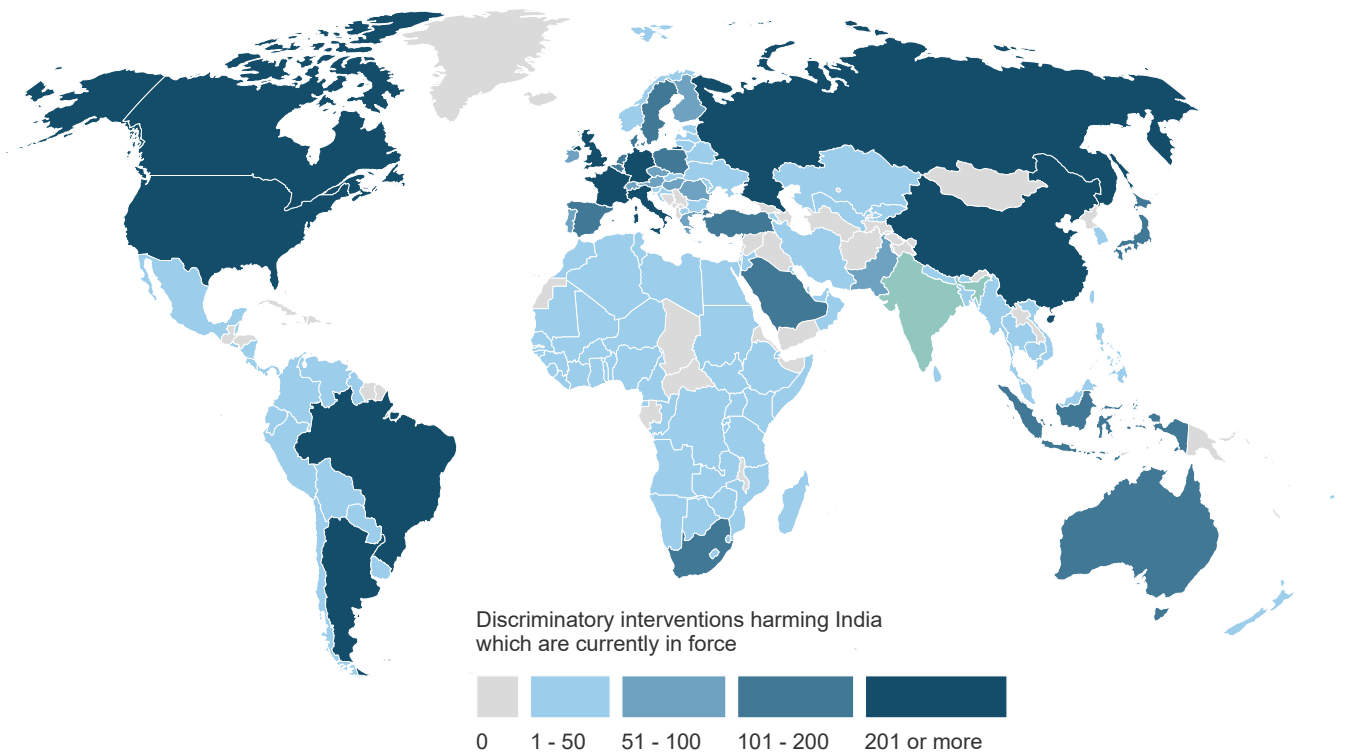 Discriminatory interventions harming India
which are currently in force
0 1 - 50 51 - 100 101 - 200 201 or more